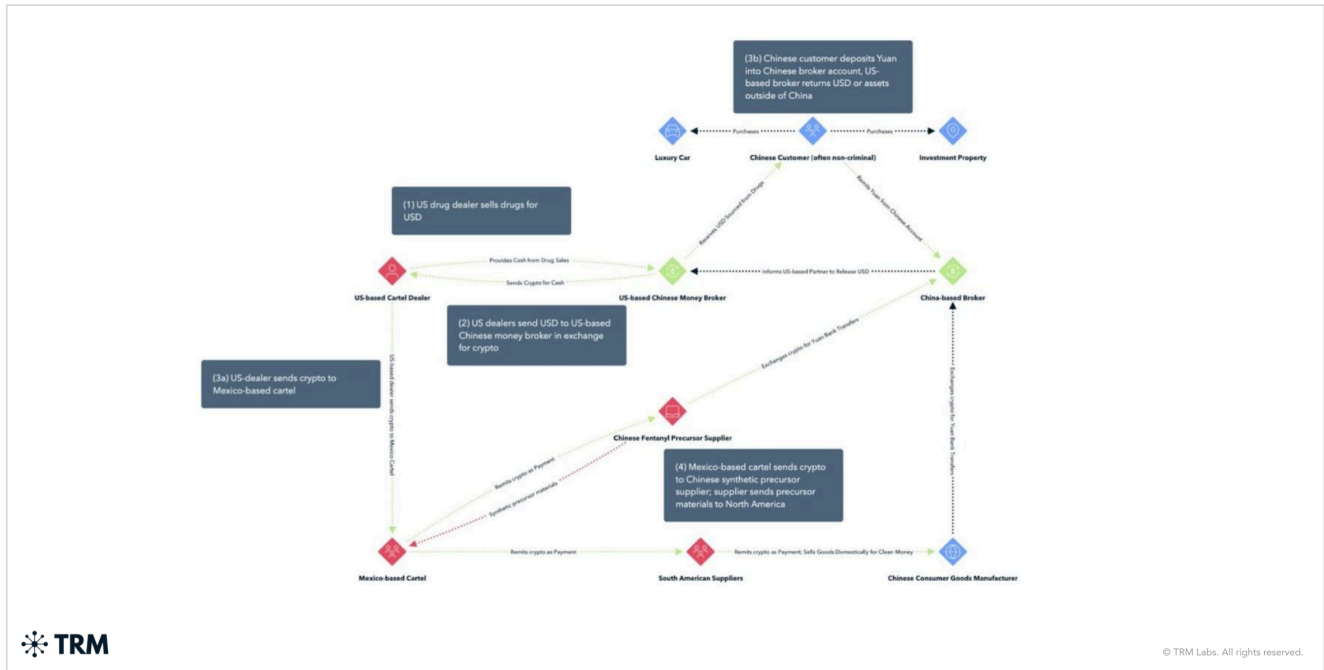 (3b) Chinese customer deposits Yuan
into Chinese broker account, US-
based broker returns USD or assets
outside of China
Purchases
Purchases
Luxury Car
Chinese Customer (often non-criminal)
Investment Property
(1) US drug dealer sells drugs for
USD
Receives USD Sourced from Drugs
Remits Yuan from Chinese Account
Provides Cash from Drug Sales
Sends Crypto for Cash
Informs US-based Partner to Release USD
US-based Cartel Dealer
US-based Chinese Money Broker
China-based Broker
(2) US dealers send USD to US-based
Chinese money broker in exchange
for crypto
(3a) US-dealer sends crypto to
Mexico-based cartel
US-based dealer sends crypto to Mexico Cartel
Exchanges crypto for Yuan Bank Transfers
Exchanges crypto for Yuan Bank Transfers
Chinese Fentanyl Precursor Supplier
(4) Mexico-based cartel sends crypto
to Chinese synthetic precursor
supplier; supplier sends precursor
materials to North America
Remits crypto as Payment
Synthetic precursor materials
Remits crypto as Payment
Remits crypto as Payment; Sells Goods Domestically for Clean Money
Mexico-based Cartel
South American Suppliers
Chinese Consumer Goods Manufacturer
TRM
© TRM Labs. All rights reserved.